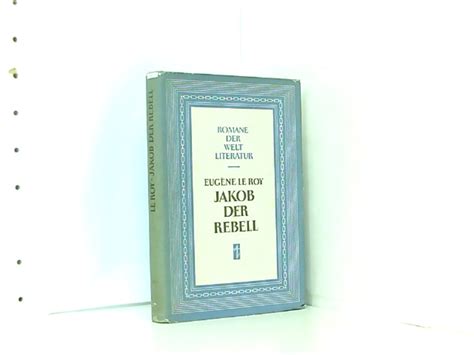 ROMANE
DER
WELT
LITERATUR
EUGÈNE LE ROY
JAKOB
DER
REBELL
LE ROY · JAKOB DER REBELL